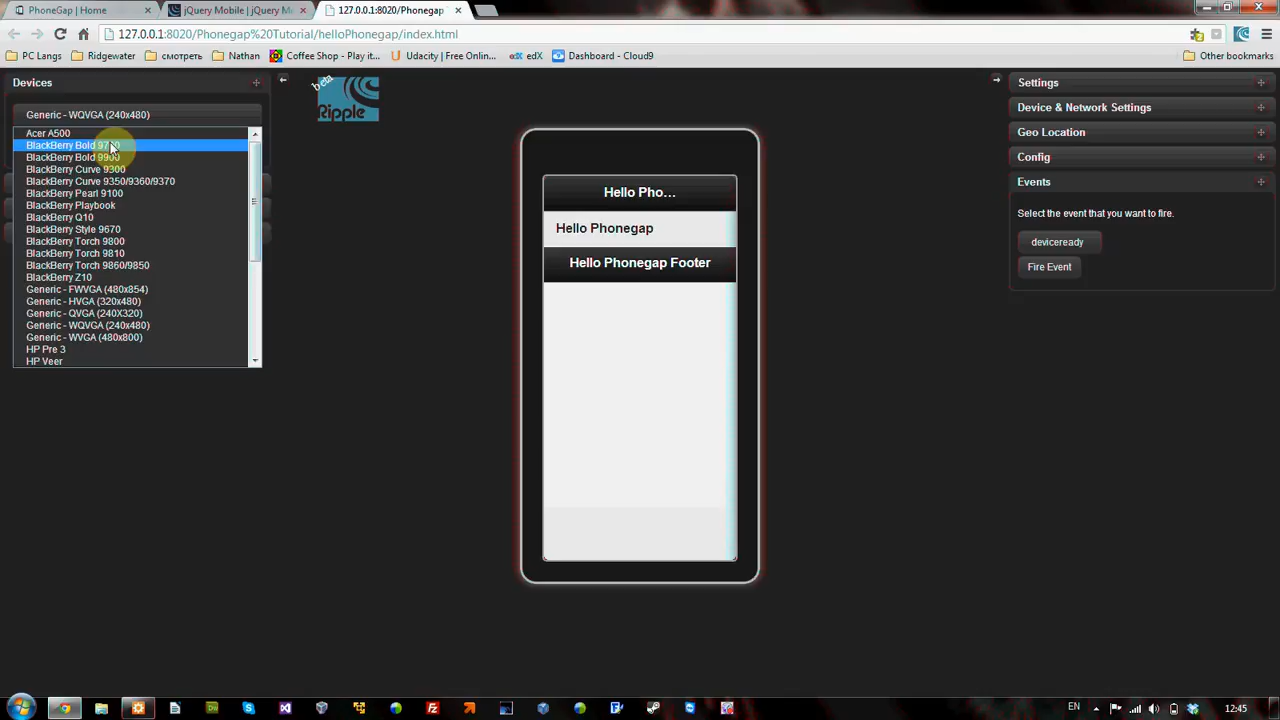 PhoneGap | Home
jQuery Mobile | jQuery Mo
127.0.0.1:8020/Phonegap
127.0.0.1:8020/Phonegap%20Tutorial/helloPhonegap/index.html
PC Langs
Ridgewater
смотреть
Nathan
Coffee Shop - Play it...
Udacity | Free Onlin...
edX
edX
Dashboard - Cloud9
Other bookmarks
Devices
Generic - WQVGA (240x480)
Acer A500
BlackBerry Bold
BlackBerry Bold 9900
BlackBerry Curve 9300
BlackBerry Curve 9350/9360/9370
BlackBerry Pearl 9100
BlackBerry Playbook
BlackBerry Q10
BlackBerry Style 9670
BlackBerry Torch 9800
BlackBerry Torch 9810
BlackBerry Torch 9860/9850
BlackBerry Z10
Generic - FWVGA (480x854)
Generic - HVGA (320x480)
Generic - QVGA (240X320)
Generic - WQVGA (240x480)
Generic - WVGA (480x800)
HP Pre 3
HP Veer
beta
Ripple
Hello Pho...
Hello Phonegap
Hello Phonegap Footer
Settings
Device & Network Settings
Geo Location
Config
Events
Select the event that you want to fire.
deviceready
Fire Event
EN
12:45